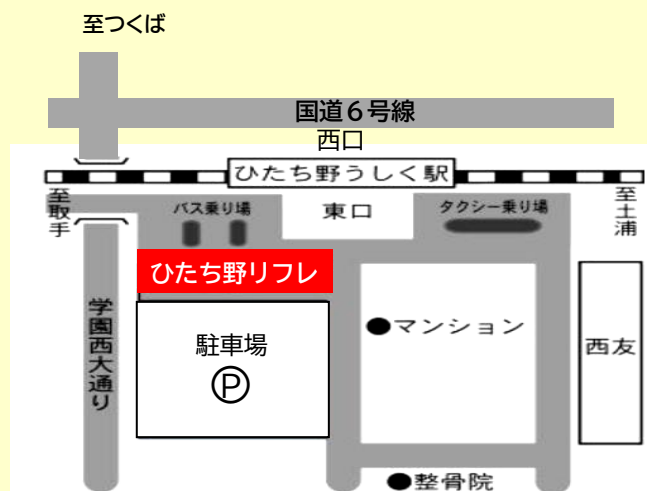 至つくば
国道６号線
西口
ひたち野うしく駅
至取手
バス乗り場
東口
タクシー乗り場
至土浦
ひたち野リフレ
学園西大通り
駐車場
Ⓟ
●マンション
西友
●整骨院